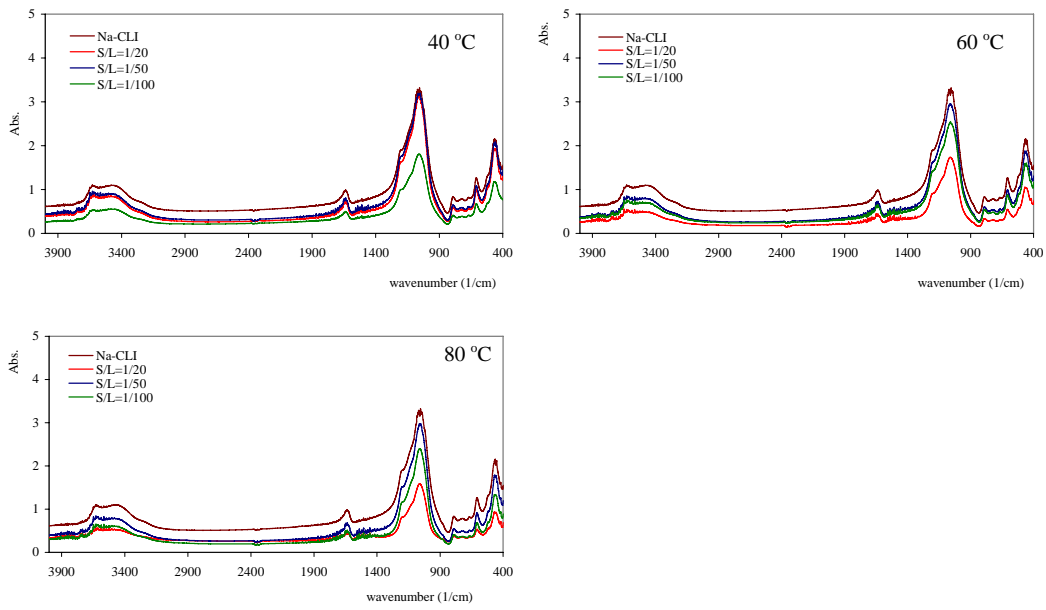 5
4
3
2
1
0
Abs.
Na-CLI
S/L=1/20
S/L=1/50
S/L=1/100
40 °C
3900 3400 2900 2400 1900 1400 900 400
wavenumber (1/cm)
5
4
3
2
1
0
Abs.
Na-CLI
S/L=1/20
S/L=1/50
S/L=1/100
60 °C
3900 3400 2900 2400 1900 1400 900 400
wavenumber (1/cm)
5
4
3
2
1
0
Abs.
Na-CLI
S/L=1/20
S/L=1/50
S/L=1/100
80 °C
3900 3400 2900 2400 1900 1400 900 400
wavenumber (1/cm)